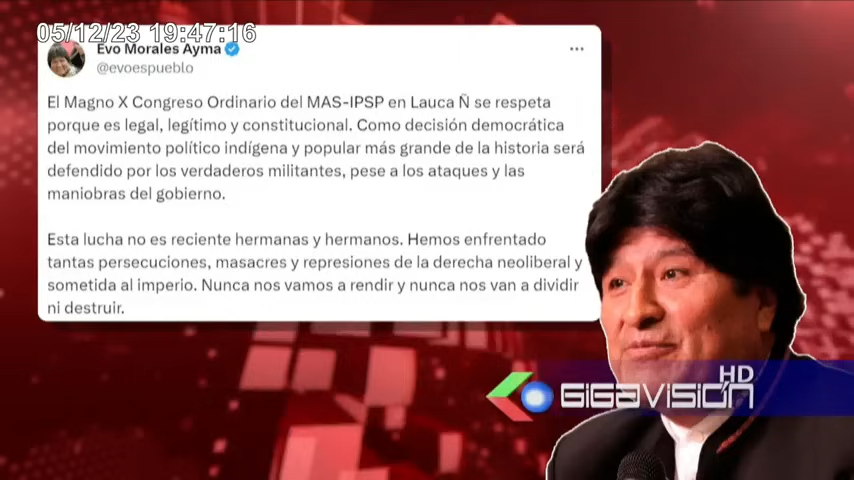 05/12/23 19:47:16
Evo Morales Ayma
@evoespueblo
El Magno X Congreso Ordinario del MAS-IPSP en Lauca Ñ se respeta
porque es legal, legítimo y constitucional. Como decisión democrática
del movimiento político indígena y popular más grande de la historia será
defendido por los verdaderos militantes, pese a los ataques y las
maniobras del gobierno.
Esta lucha no es reciente hermanas y hermanos. Hemos enfrentado
tantas persecuciones, masacres y represiones de la derecha neoliberal y
sometida al imperio. Nunca nos vamos a rendir y nunca nos van a dividir
ni destruir.
HD
GIGAVISIÓN